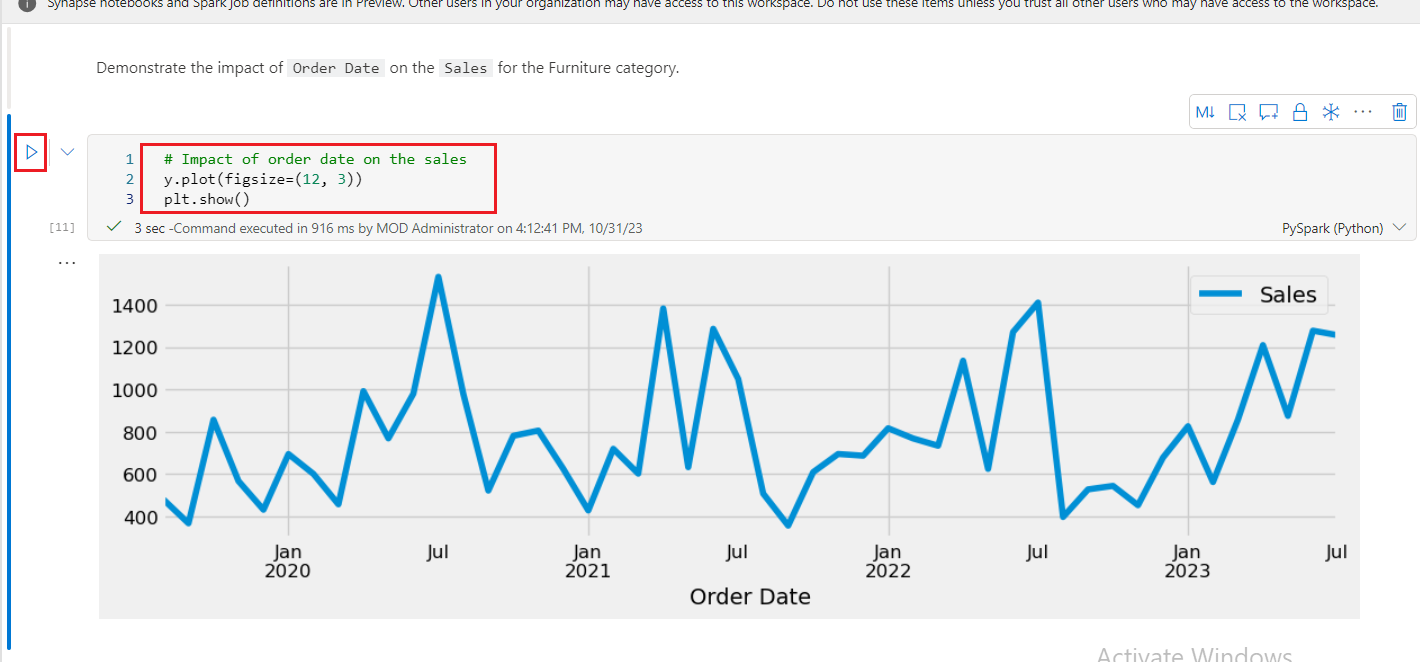 Synapse notebooks and Spark job definitions are in Preview. Other users in your organization may have access to this workspace. Do not use these items unless you trust all other users who may have access to the workspace.
Demonstrate the impact of Order Date on the Sales for the Furniture category.
M↓
1 # Impact of order date on the sales
2 y.plot(figsize=(12, 3))
3 plt.show()
[11]
3 sec -Command executed in 916 ms by MOD Administrator on 4:12:41 PM, 10/31/23
PySpark (Python)
Sales
1400
1200
1000
800
600
400
Jan Jul Jan Jul Jan Jul Jan Jul
2020 2021 2022 2023
Order Date
Activate Windows